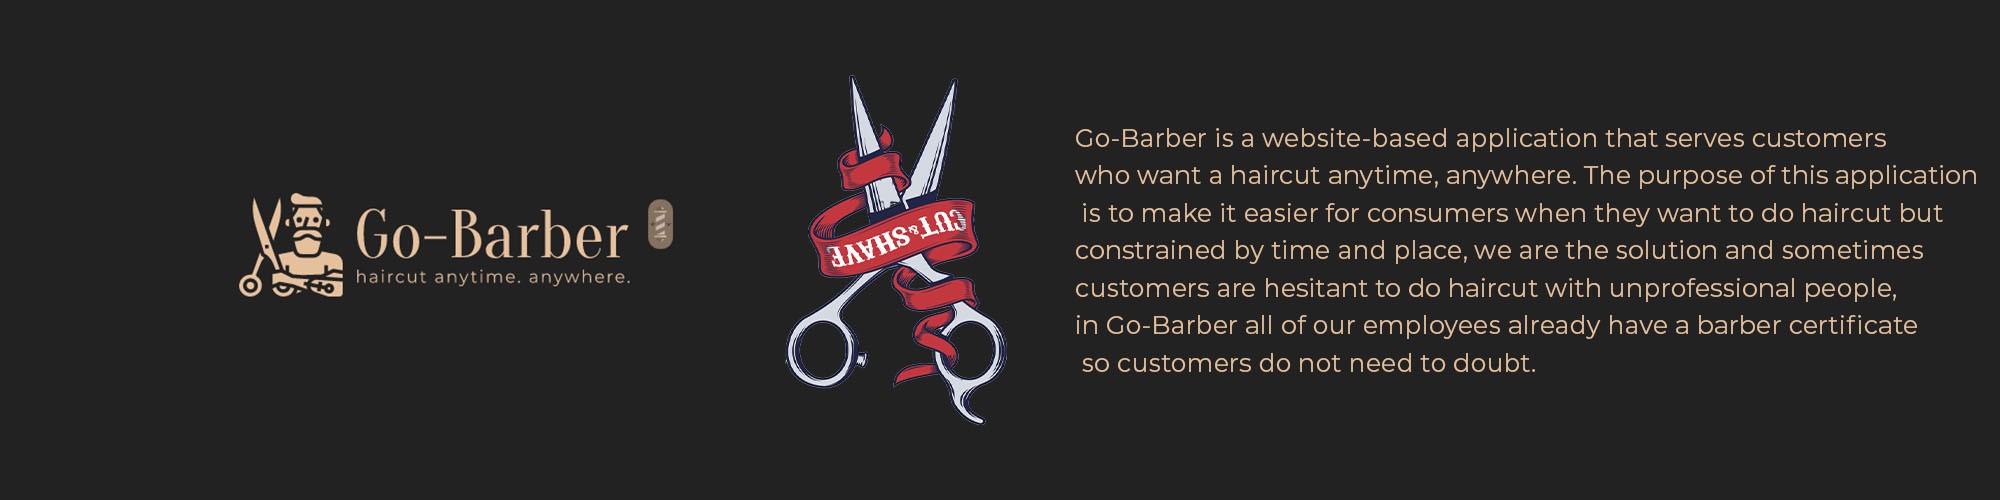 Go-Barber
haircut anytime. anywhere.
CUT & SHAVE
Go-Barber is a website-based application that serves customers
who want a haircut anytime, anywhere. The purpose of this application
is to make it easier for consumers when they want to do haircut but
constrained by time and place, we are the solution and sometimes
customers are hesitant to do haircut with unprofessional people,
in Go-Barber all of our employees already have a barber certificate
so customers do not need to doubt.